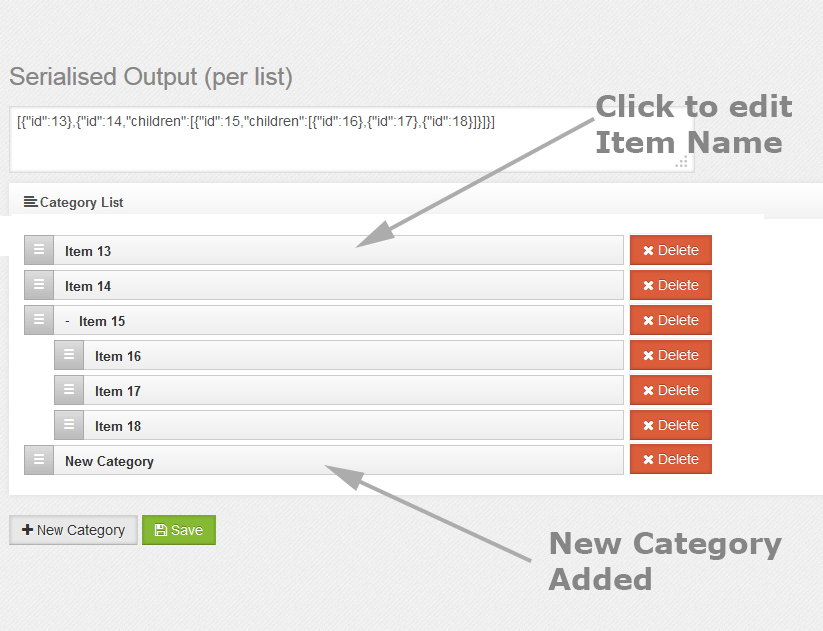 Serialised Output (per list)
[{"id":13},{"id":14,"children":[{"id":15,"children":[{"id":16},{"id":17},{"id":18}]}]}]
Click to edit
Item Name
Category List
Item 13
Delete
Item 14
Delete
- Item 15
Delete
Item 16
Delete
Item 17
Delete
Item 18
Delete
New Category
Delete
New Category
Save
New Category
Added